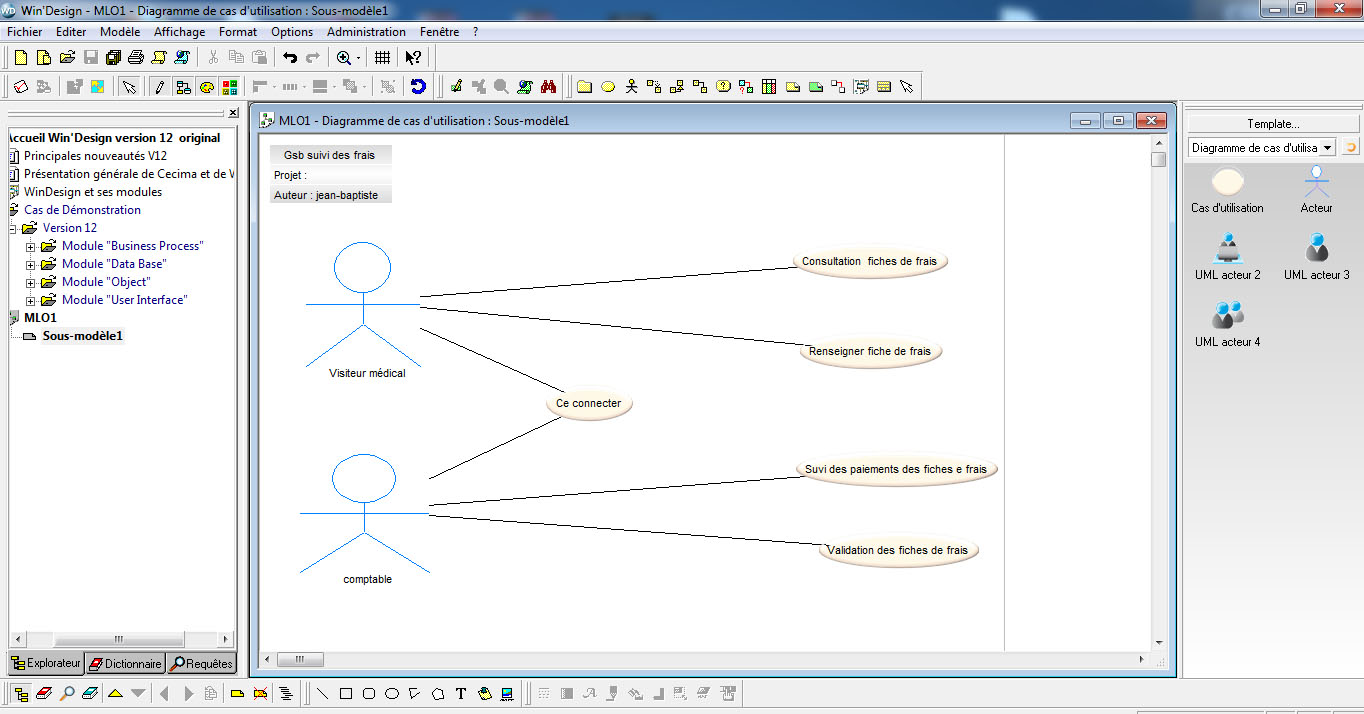 Win'Design - MLO1 - Diagramme de cas d'utilisation : Sous-modèle1
Fichier Editer Modèle Affichage Format Options Administration Fenêtre ?
Accueil Win'Design version 12 original
Principales nouveautés V12
Présentation générale de Cecima et de W
WinDesign et ses modules
Cas de Démonstration
Version 12
Module "Business Process"
Module "Data Base"
Module "Object"
Module "User Interface"
MLO1
Sous-modèle1
Explorateur Dictionnaire Requêtes
MLO1 - Diagramme de cas d'utilisation : Sous-modèle1
Gsb suivi des frais
Projet :
Auteur : jean-baptiste
Consultation fiches de frais
Renseigner fiche de frais
Visiteur médical
Ce connecter
Suvi des paiements des fiches e frais
Validation des fiches de frais
comptable
Template...
Diagramme de cas d'utilisa
Cas d'utilisation Acteur
UML acteur 2 UML acteur 3
UML acteur 4